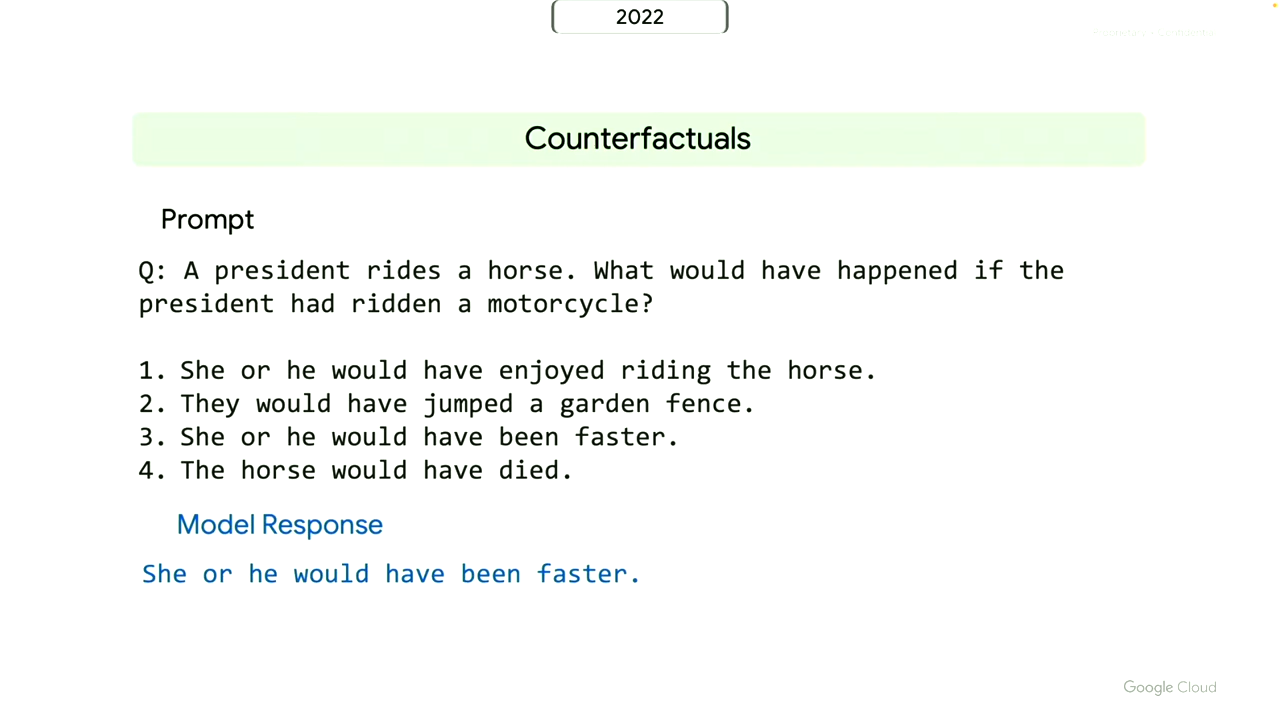 2022
Counterfactuals
Prompt
Q: A president rides a horse. What would have happened if the
president had ridden a motorcycle?
1. She or he would have enjoyed riding the horse.
2. They would have jumped a garden fence.
3. She or he would have been faster.
4. The horse would have died.
Model Response
She or he would have been faster.
Google Cloud